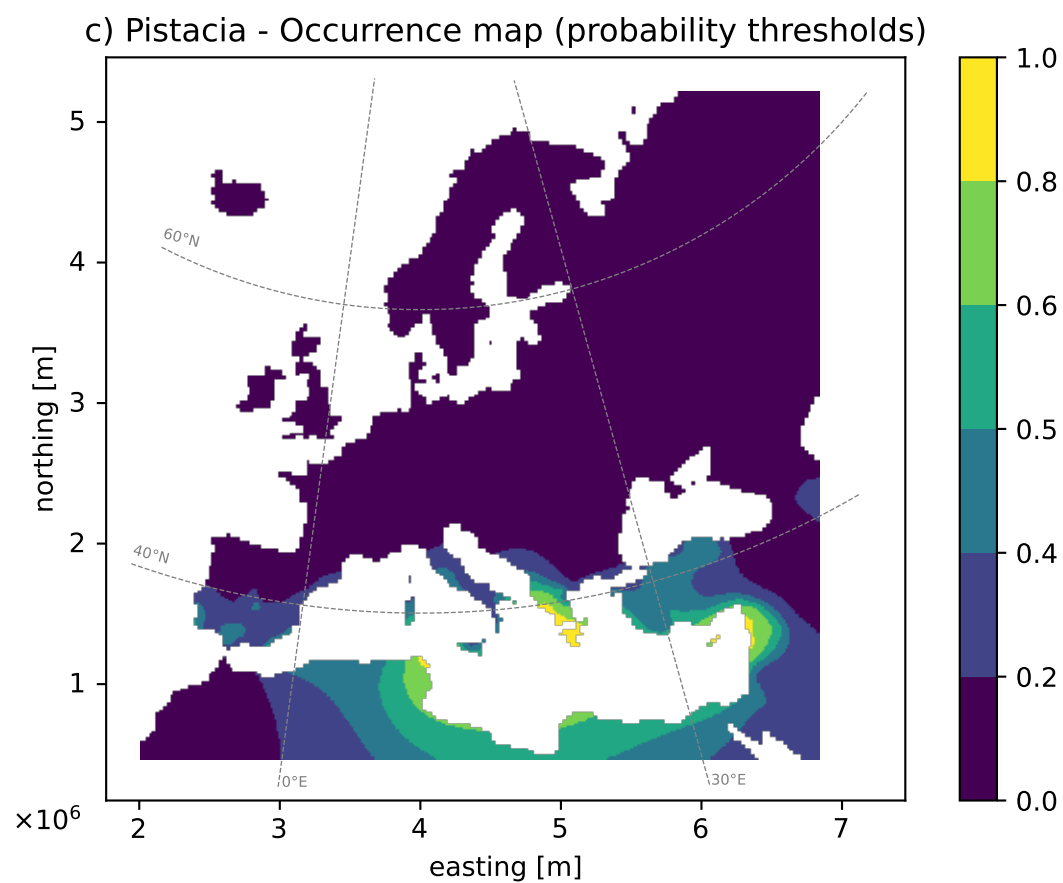 c) Pistacia - Occurrence map (probability thresholds)
1.0
0.8
0.6
0.5
0.4
0.2
0.0
northing [m]
5
4
3
2
1
60°N
40°N
0°E
30°E
×10⁶
2 3 4 5 6 7
easting [m]